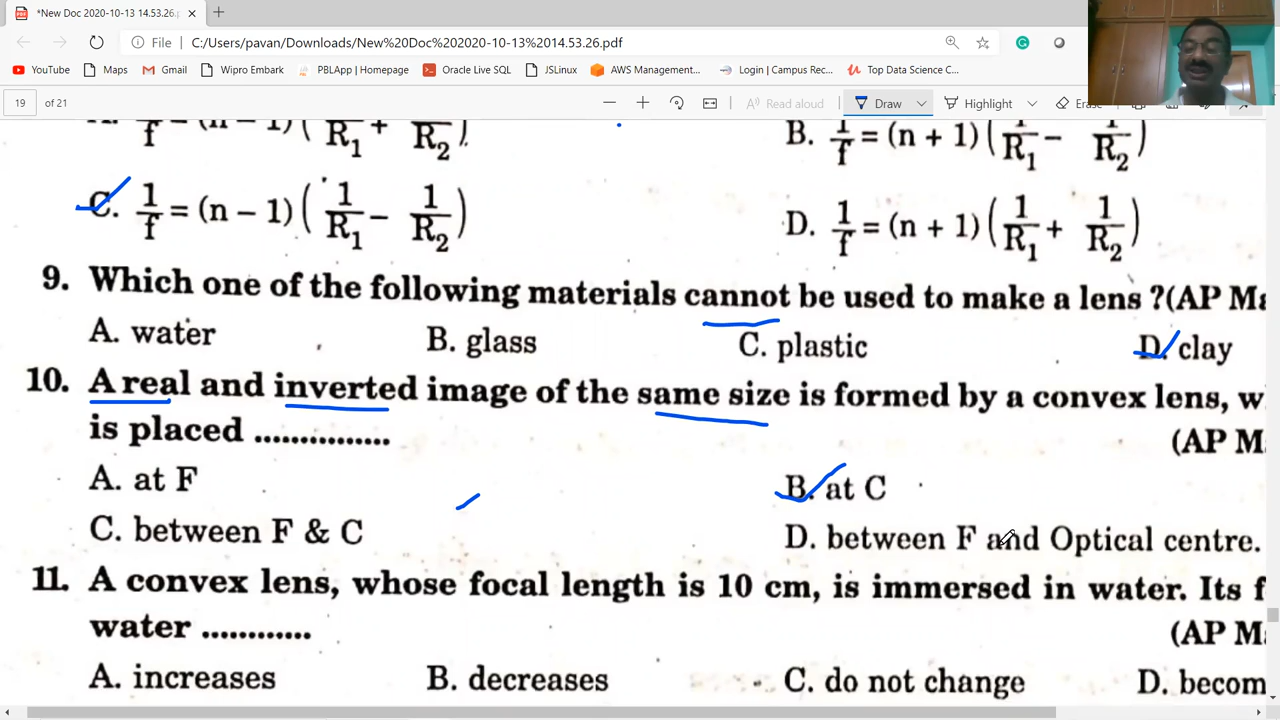 *New Doc 2020-10-13 14.53.26.pdf
File C:/Users/pavan/Downloads/New%20Doc%202020-10-13%2014.53.26.pdf
YouTube Maps Gmail Wipro Embark PBLApp | Homepage Oracle Live SQL JSLinux AWS Management... Login | Campus Rec... Top Data Science C...
19 of 21 Read aloud Draw Highlight Erase
B. 1/f = (n + 1) ( 1/R₁ − 1/R₂ )
C. 1/f = (n − 1) ( 1/R₁ − 1/R₂ )
D. 1/f = (n + 1) ( 1/R₁ + 1/R₂ )
9. Which one of the following materials cannot be used to make a lens ?(AP
A. water B. glass C. plastic D. clay
10. A real and inverted image of the same size is formed by a convex lens,
is placed ............... (AP
A. at F B. at C
C. between F & C D. between F and Optical centre.
11. A convex lens, whose focal length is 10 cm, is immersed in water. Its
water ............ (AP
A. increases B. decreases C. do not change D.